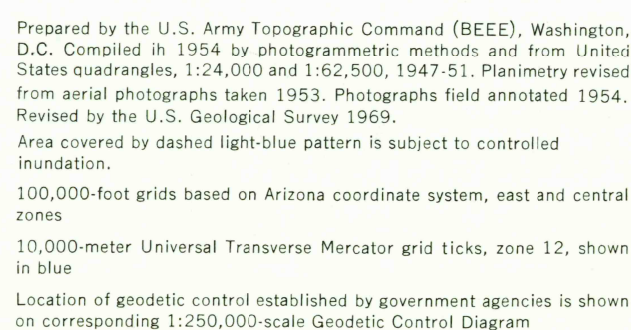 Prepared by the U.S. Army Topographic Command (BEEE), Washington,
D.C. Compiled ih 1954 by photogrammetric methods and from United
States quadrangles, 1:24,000 and 1:62,500, 1947-51. Planimetry revised
from aerial photographs taken 1953. Photographs field annotated 1954.
Revised by the U.S. Geological Survey 1969.
Area covered by dashed light-blue pattern is subject to controlled
inundation.
100,000-foot grids based on Arizona coordinate system, east and central
zones
10,000-meter Universal Transverse Mercator grid ticks, zone 12, shown
in blue
Location of geodetic control established by government agencies is shown
on corresponding 1:250,000-scale Geodetic Control Diagram